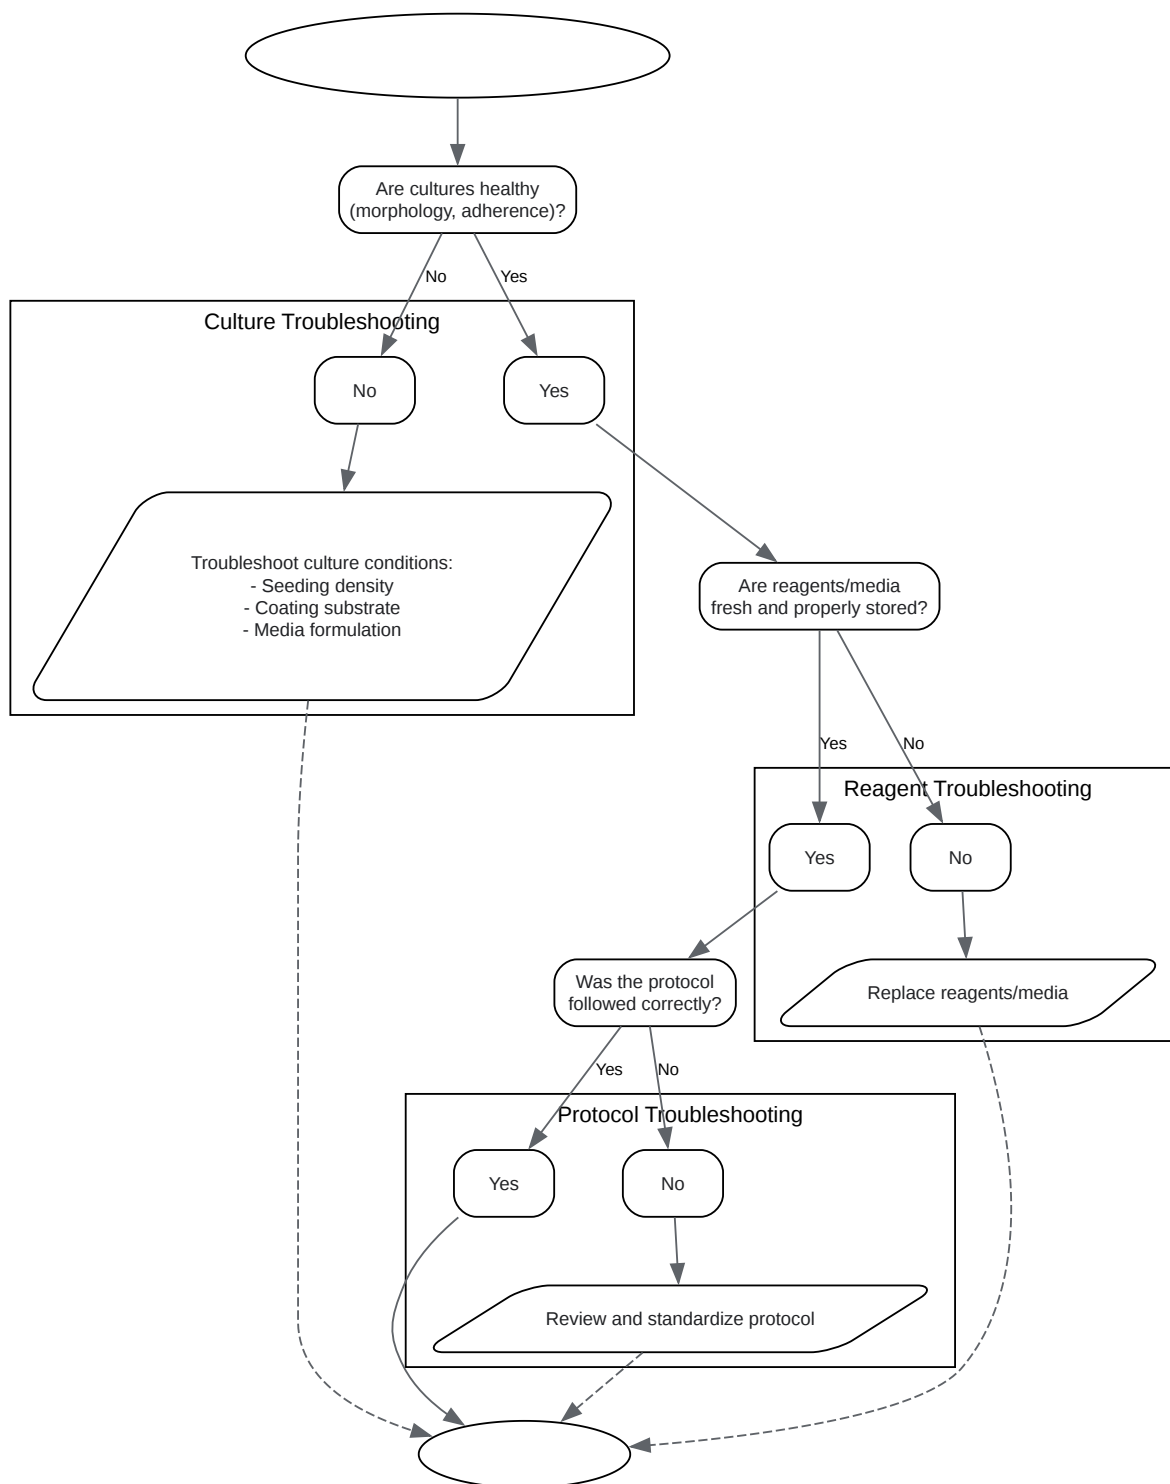 Are cultures healthy
(morphology, adherence)?
No
Yes
Culture Troubleshooting
No
Yes
Troubleshoot culture conditions:
- Seeding density
- Coating substrate
- Media formulation
Are reagents/media
fresh and properly stored?
Yes
No
Reagent Troubleshooting
Yes
No
Was the protocol
followed correctly?
Replace reagents/media
Yes
No
Protocol Troubleshooting
Yes
No
Review and standardize protocol